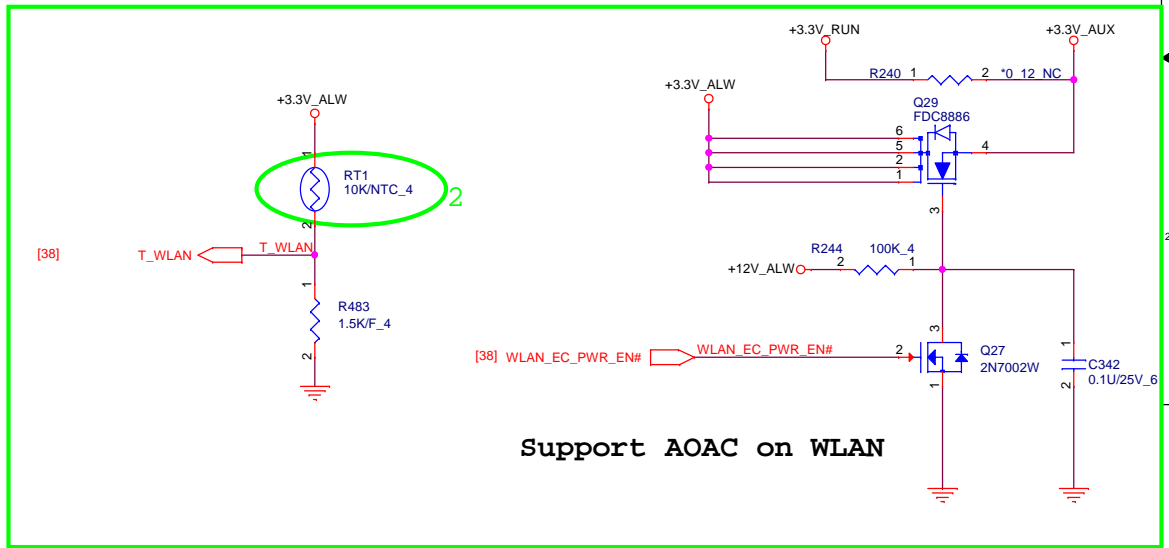 +3.3V_RUN
+3.3V_AUX
R240 1 2 *0_12_NC
+3.3V_ALW
+3.3V_ALW
Q29
FDC8886
6
5
2
1
4
3
1
RT1
10K/NTC_4
2
2
[38] T_WLAN T_WLAN
R244 100K_4
+12V_ALW 2 1
1
R483
1.5K/F_4
2
[38] WLAN_EC_PWR_EN# WLAN_EC_PWR_EN# 2
3
Q27
2N7002W
1
1
C342
0.1U/25V_6
2
Support AOAC on WLAN
2